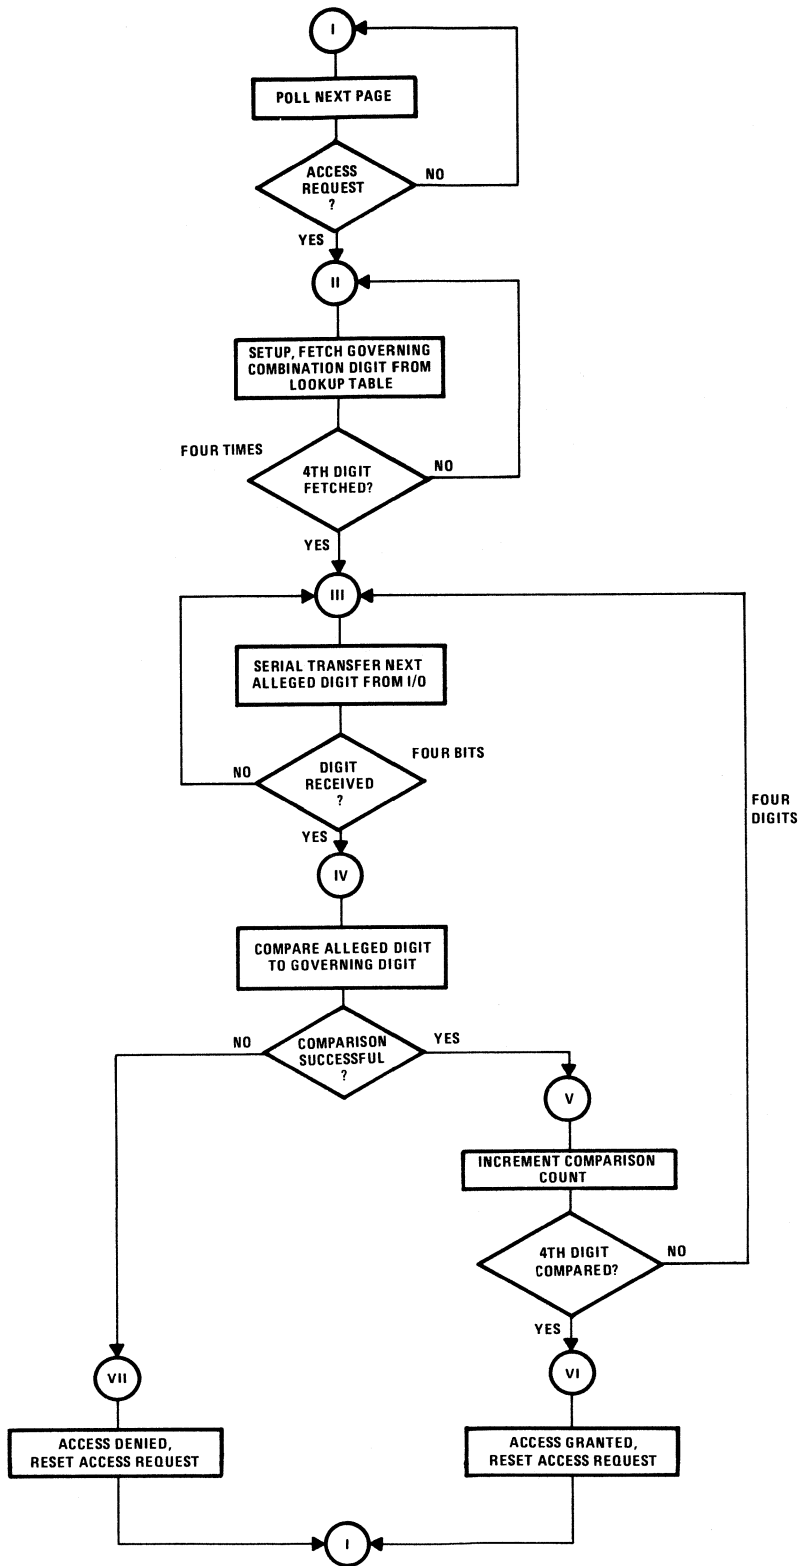 I
POLL NEXT PAGE
ACCESS
REQUEST
?
NO
YES
II
SETUP, FETCH GOVERNING
COMBINATION DIGIT FROM
LOOKUP TABLE
FOUR TIMES
4TH DIGIT
FETCHED?
NO
YES
III
SERIAL TRANSFER NEXT
ALLEGED DIGIT FROM I/O
DIGIT
RECEIVED
?
FOUR BITS
NO
YES
FOUR
DIGITS
IV
COMPARE ALLEGED DIGIT
TO GOVERNING DIGIT
COMPARISON
SUCCESSFUL
?
NO
YES
V
INCREMENT COMPARISON
COUNT
4TH DIGIT
COMPARED?
NO
YES
VII
VI
ACCESS DENIED,
RESET ACCESS REQUEST
ACCESS GRANTED,
RESET ACCESS REQUEST
I